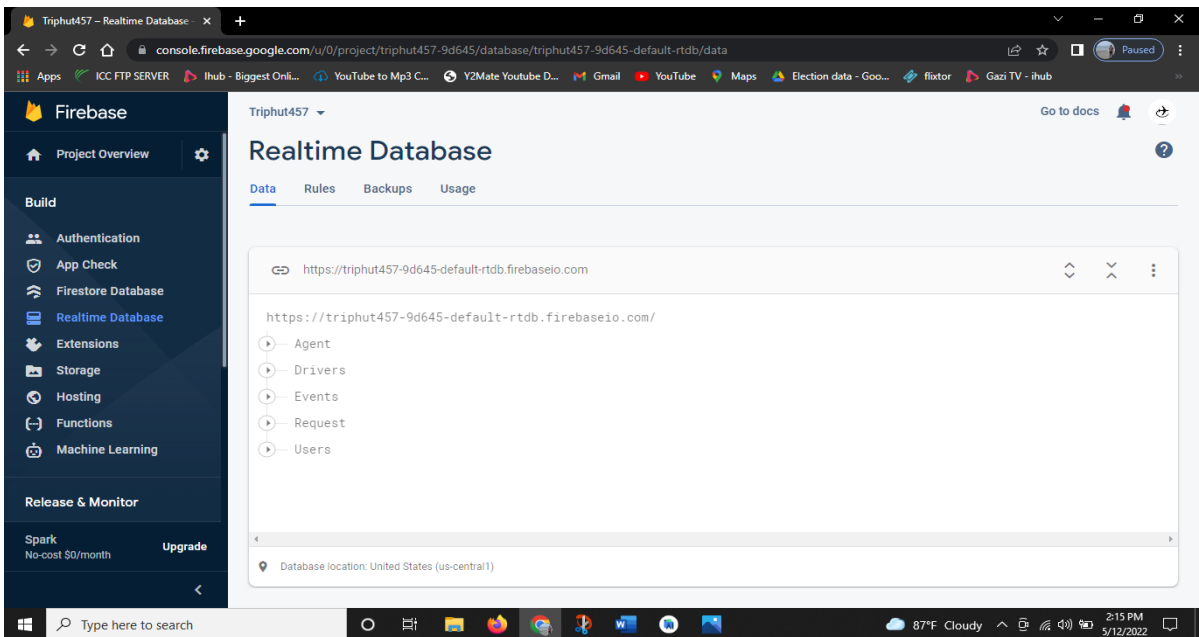 Triphut457 – Realtime Database -
console.firebase.google.com/u/0/project/triphut457-9d645/database/triphut457-9d645-default-rtdb/data
Paused
Apps
ICC FTP SERVER
Ihub - Biggest Onli...
YouTube to Mp3 C...
Y2Mate Youtube D...
Gmail
YouTube
Maps
Election data - Goo...
flixtor
Gazi TV - ihub
Firebase
Project Overview
Build
Authentication
App Check
Firestore Database
Realtime Database
Extensions
Storage
Hosting
Functions
Machine Learning
Release & Monitor
Spark
No-cost $0/month
Upgrade
Triphut457
Go to docs
Realtime Database
Data
Rules
Backups
Usage
https://triphut457-9d645-default-rtdb.firebaseio.com
https://triphut457-9d645-default-rtdb.firebaseio.com/
Agent
Drivers
Events
Request
Users
Database location: United States (us-central1)
Type here to search
87°F Cloudy
2:15 PM
5/12/2022